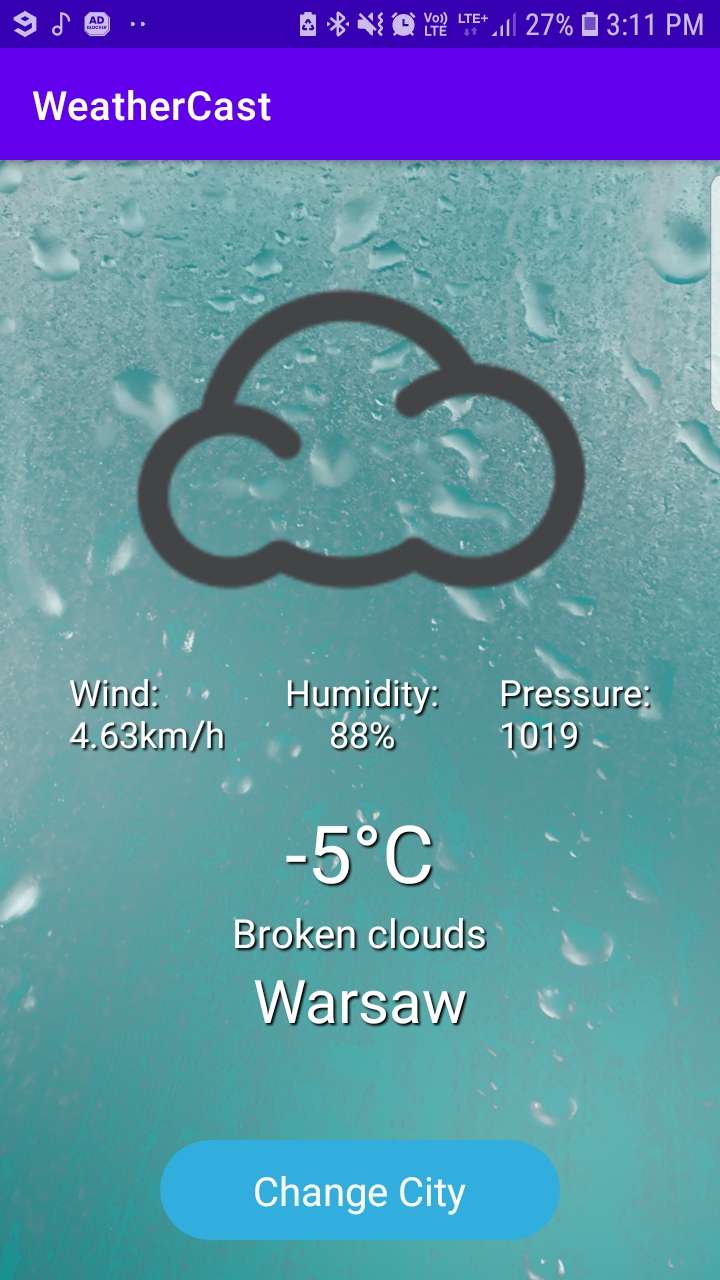 AD
BLOCKER
Vo))
LTE
LTE+
27%
3:11 PM
WeatherCast
Wind:
4.63km/h
Humidity:
88%
Pressure:
1019
-5°C
Broken clouds
Warsaw
Change City